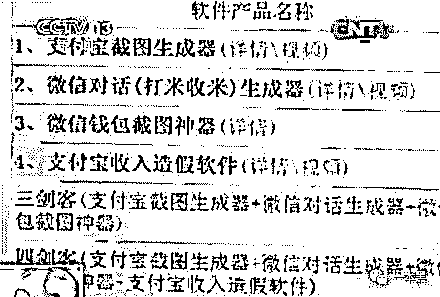 软件产品名称
CCTV 13
CNTV
1、支付宝截图生成器(详情\视频)
2、微信对话(打米收米)生成器(详情\视频)
3、微信钱包截图神器(详情)
4、支付宝收入造假软件(详情\视频)
三剑客(支付宝截图生成器+微信对话生成器+微
包截图神器)
四剑客(支付宝截图生成器+微信对话生成器+微
器+支付宝收入造假软件)